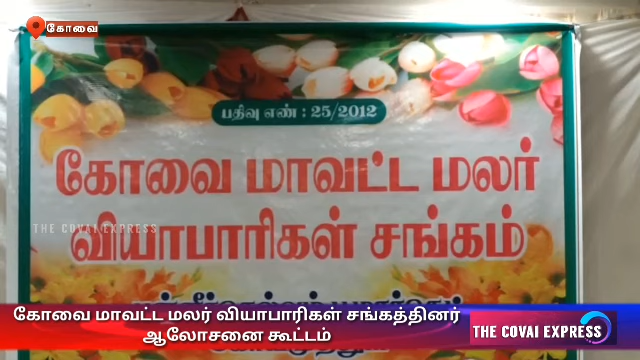 கோவை
பதிவு எண் : 25/2012
கோவை மாவட்ட மலர்
வியாபாரிகள் சங்கம்
THE COVAI EXPRESS
கோவை மாவட்ட மலர் வியாபாரிகள் சங்கத்தினர்
ஆலோசனை கூட்டம்
THE COVAI EXPRESS